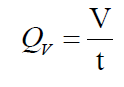 Q_V = V/t